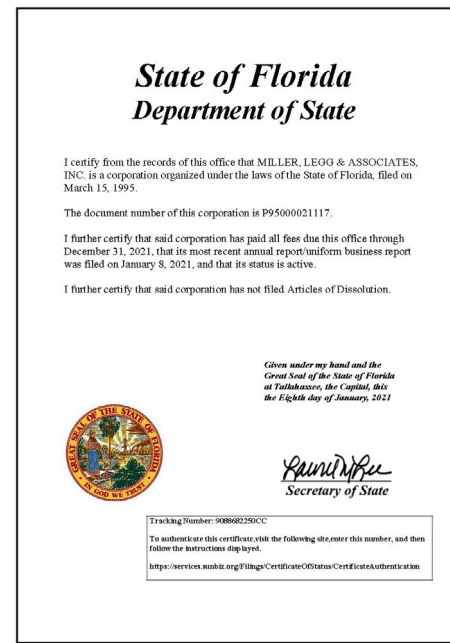 State of Florida
Department of State
I certify from the records of this office that MILLER, LEGG & ASSOCIATES,
INC. is a corporation organized under the laws of the State of Florida, filed on
March 15, 1995.
The document number of this corporation is P95000021117.
I further certify that said corporation has paid all fees due this office through
December 31, 2021, that its most recent annual report/uniform business report
was filed on January 8, 2021, and that its status is active.
I further certify that said corporation has not filed Articles of Dissolution.
Given under my hand and the
Great Seal of the State of Florida
at Tallahassee, the Capital, this
the Eighth day of January, 2021
GREAT SEAL OF THE STATE OF FLORIDA
IN GOD WE TRUST
Secretary of State
Tracking Number: 9088682250CC
To authenticate this certificate,visit the following site,enter this number, and then
follow the instructions displayed.
https://services.sunbiz.org/Filings/CertificateOfStatus/CertificateAuthentication